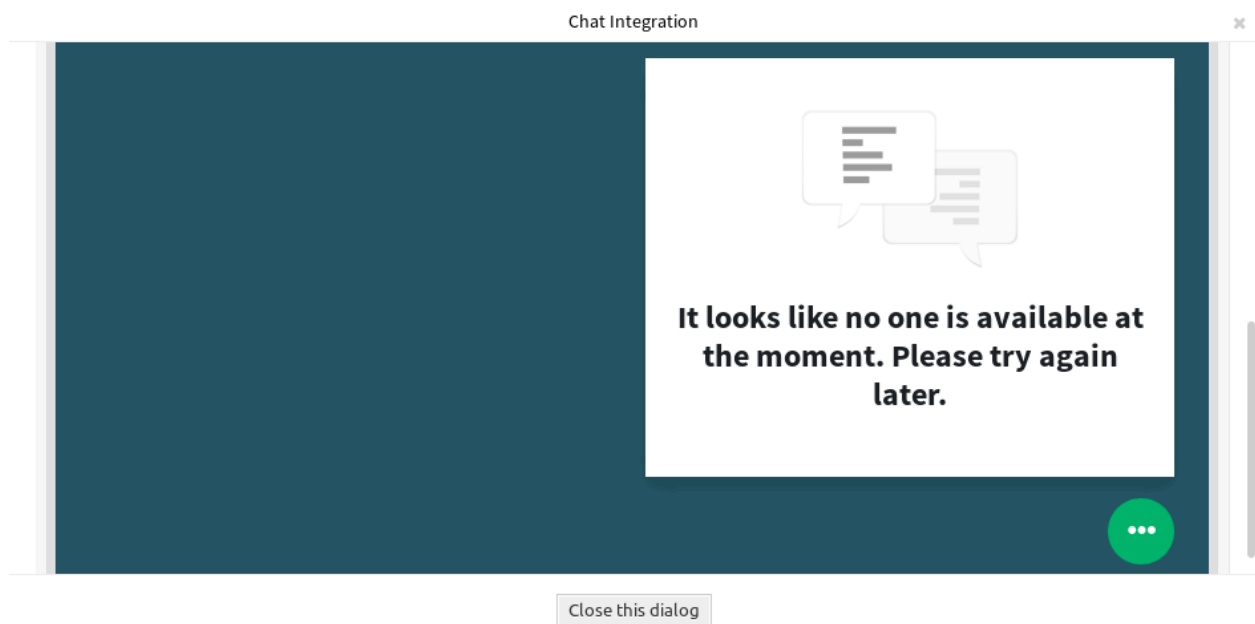 Chat Integration
It looks like no one is available at
the moment. Please try again
later.
Close this dialog